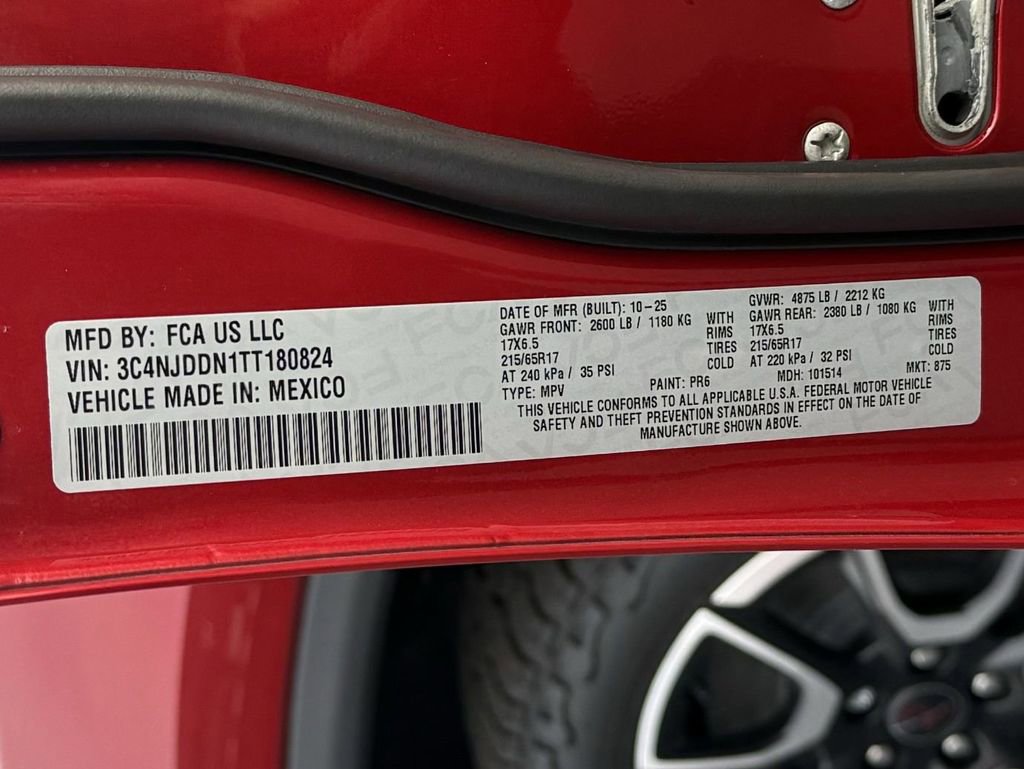 MFD BY: FCA US LLC
VIN: 3C4NJDDN1TT180824
VEHICLE MADE IN: MEXICO
DATE OF MFR (BUILT): 10-25
GAWR FRONT: 2600 LB / 1180 KG WITH
17X6.5 RIMS
215/65R17 TIRES
AT 240 kPa / 35 PSI COLD
TYPE: MPV PAINT: PR6
GVWR: 4875 LB / 2212 KG
GAWR REAR: 2380 LB / 1080 KG WITH
17X6.5 RIMS
215/65R17 TIRES
AT 220 kPa / 32 PSI COLD
MDH: 101514 MKT: 875
THIS VEHICLE CONFORMS TO ALL APPLICABLE U.S.A. FEDERAL MOTOR VEHICLE
SAFETY AND THEFT PREVENTION STANDARDS IN EFFECT ON THE DATE OF
MANUFACTURE SHOWN ABOVE.